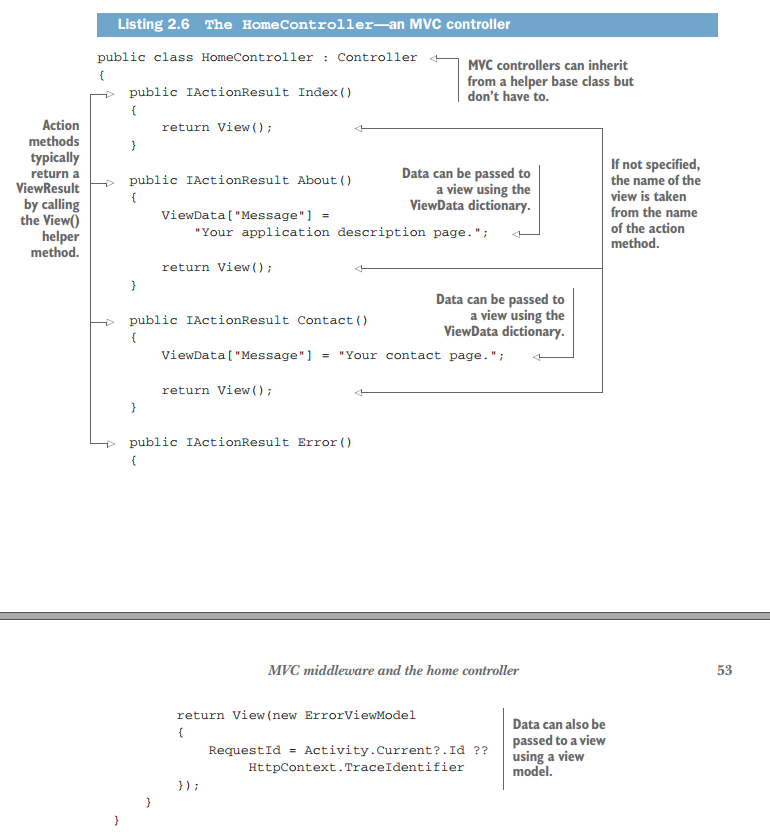 Listing 2.6 The HomeController—an MVC controller
public class HomeController : Controller
{
MVC controllers can inherit
from a helper base class but
don't have to.
public IActionResult Index()
{
return View();
}
Action
methods
typically
return a
ViewResult
by calling
the View()
helper
method.
public IActionResult About()
{
ViewData["Message"] =
"Your application description page.";
Data can be passed to
a view using the
ViewData dictionary.
If not specified,
the name of the
view is taken
from the name
of the action
method.
return View();
}
public IActionResult Contact()
{
ViewData["Message"] = "Your contact page.";
Data can be passed to
a view using the
ViewData dictionary.
return View();
}
public IActionResult Error()
{
MVC middleware and the home controller
53
return View(new ErrorViewModel
{
RequestId = Activity.Current?.Id ??
HttpContext.TraceIdentifier
});
Data can also be
passed to a view
using a view
model.
}
}